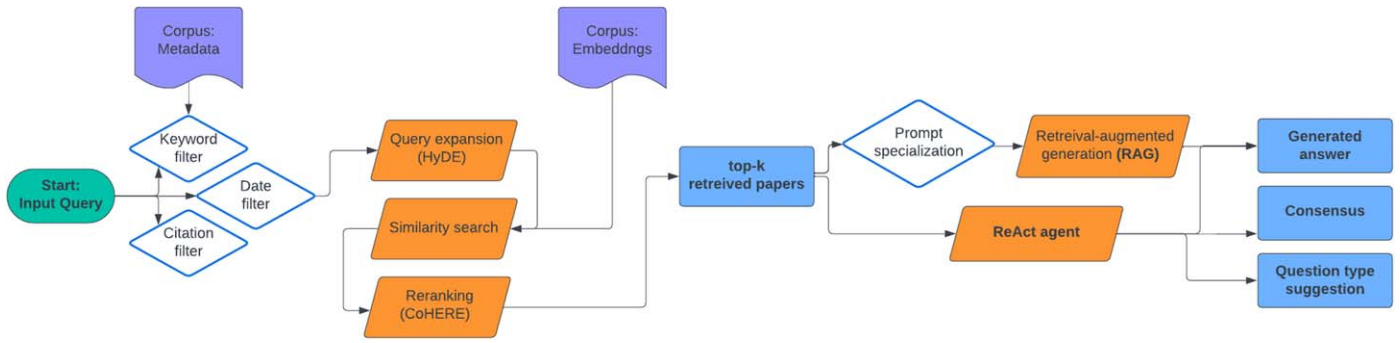 Corpus:
Metadata
Corpus:
Embeddngs
Keyword
filter
Start:
Input Query
Date
filter
Citation
filter
Query expansion
(HyDE)
Similarity search
Reranking
(CoHERE)
top-k
retreived papers
Prompt
specialization
Retreival-augmented
generation (RAG)
ReAct agent
Generated
answer
Consensus
Question type
suggestion